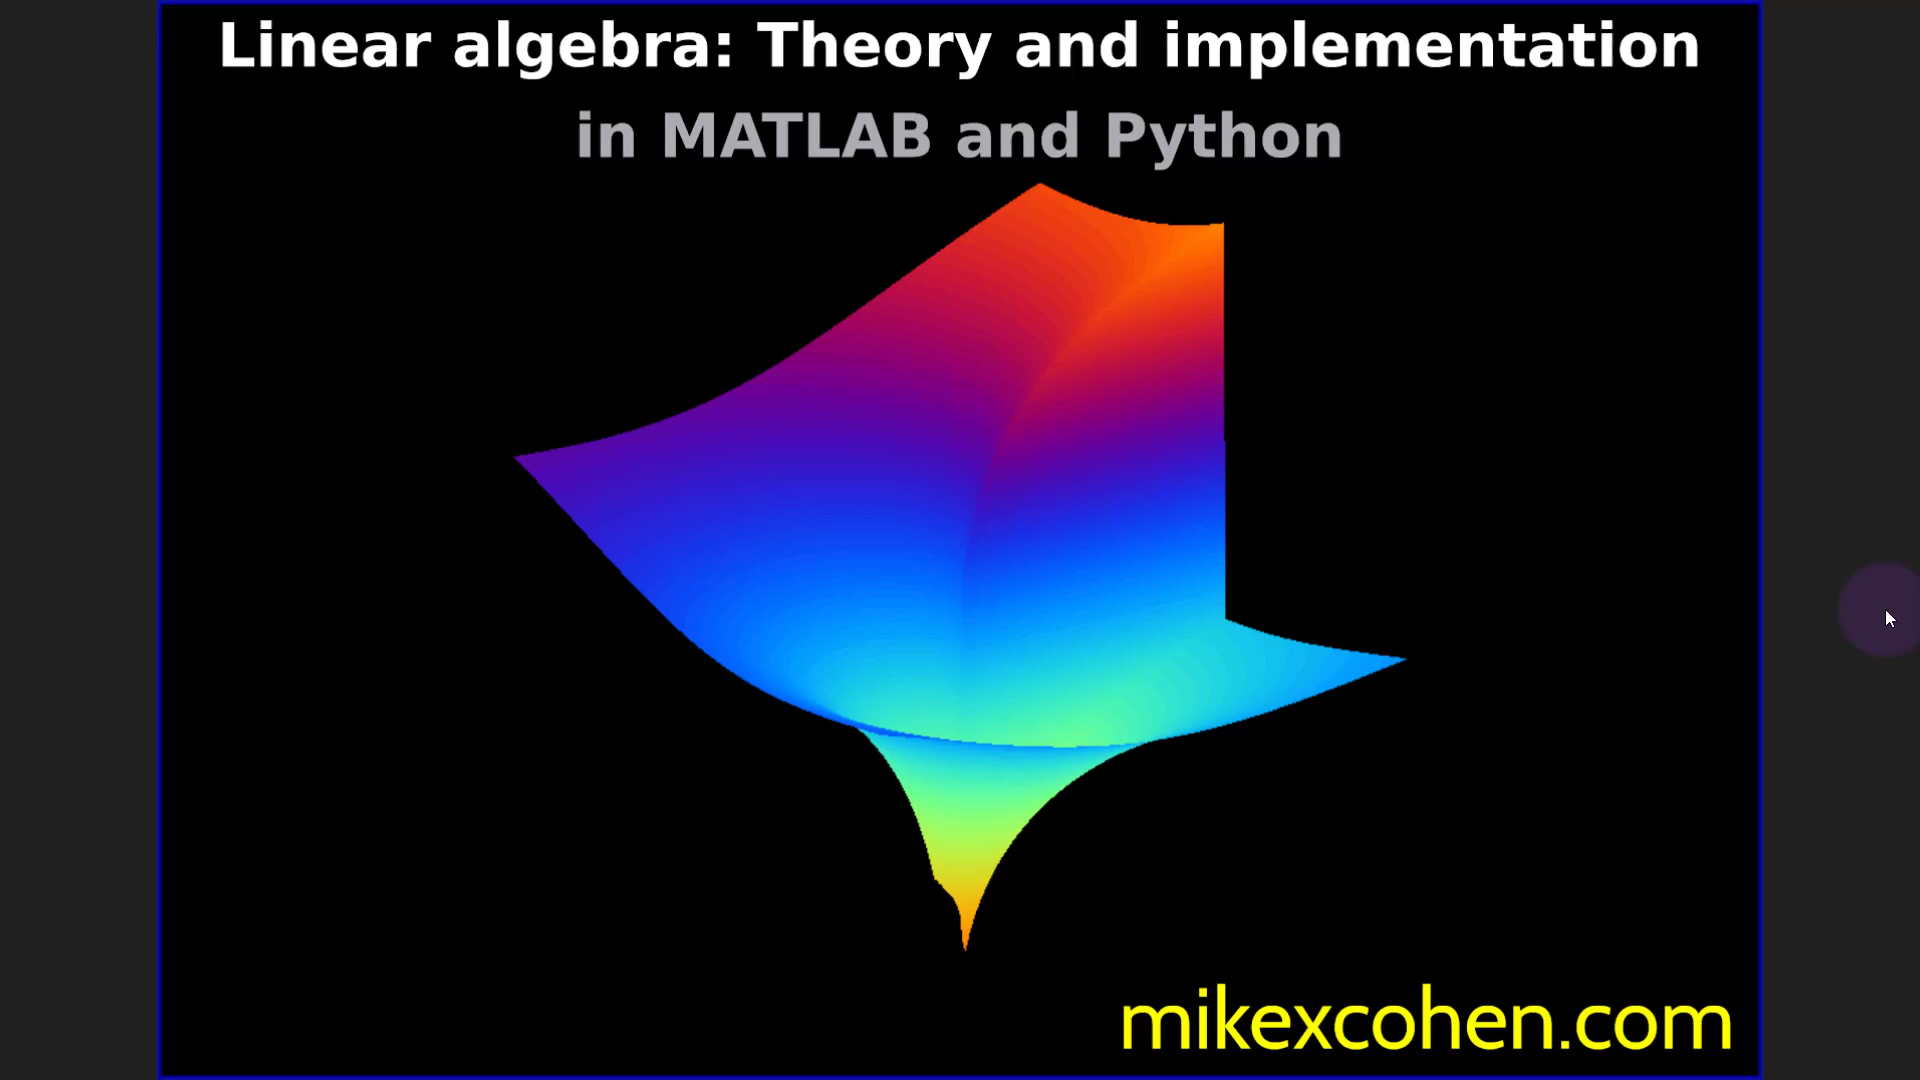 Linear algebra: Theory and implementation
in MATLAB and Python
mikexcohen.com